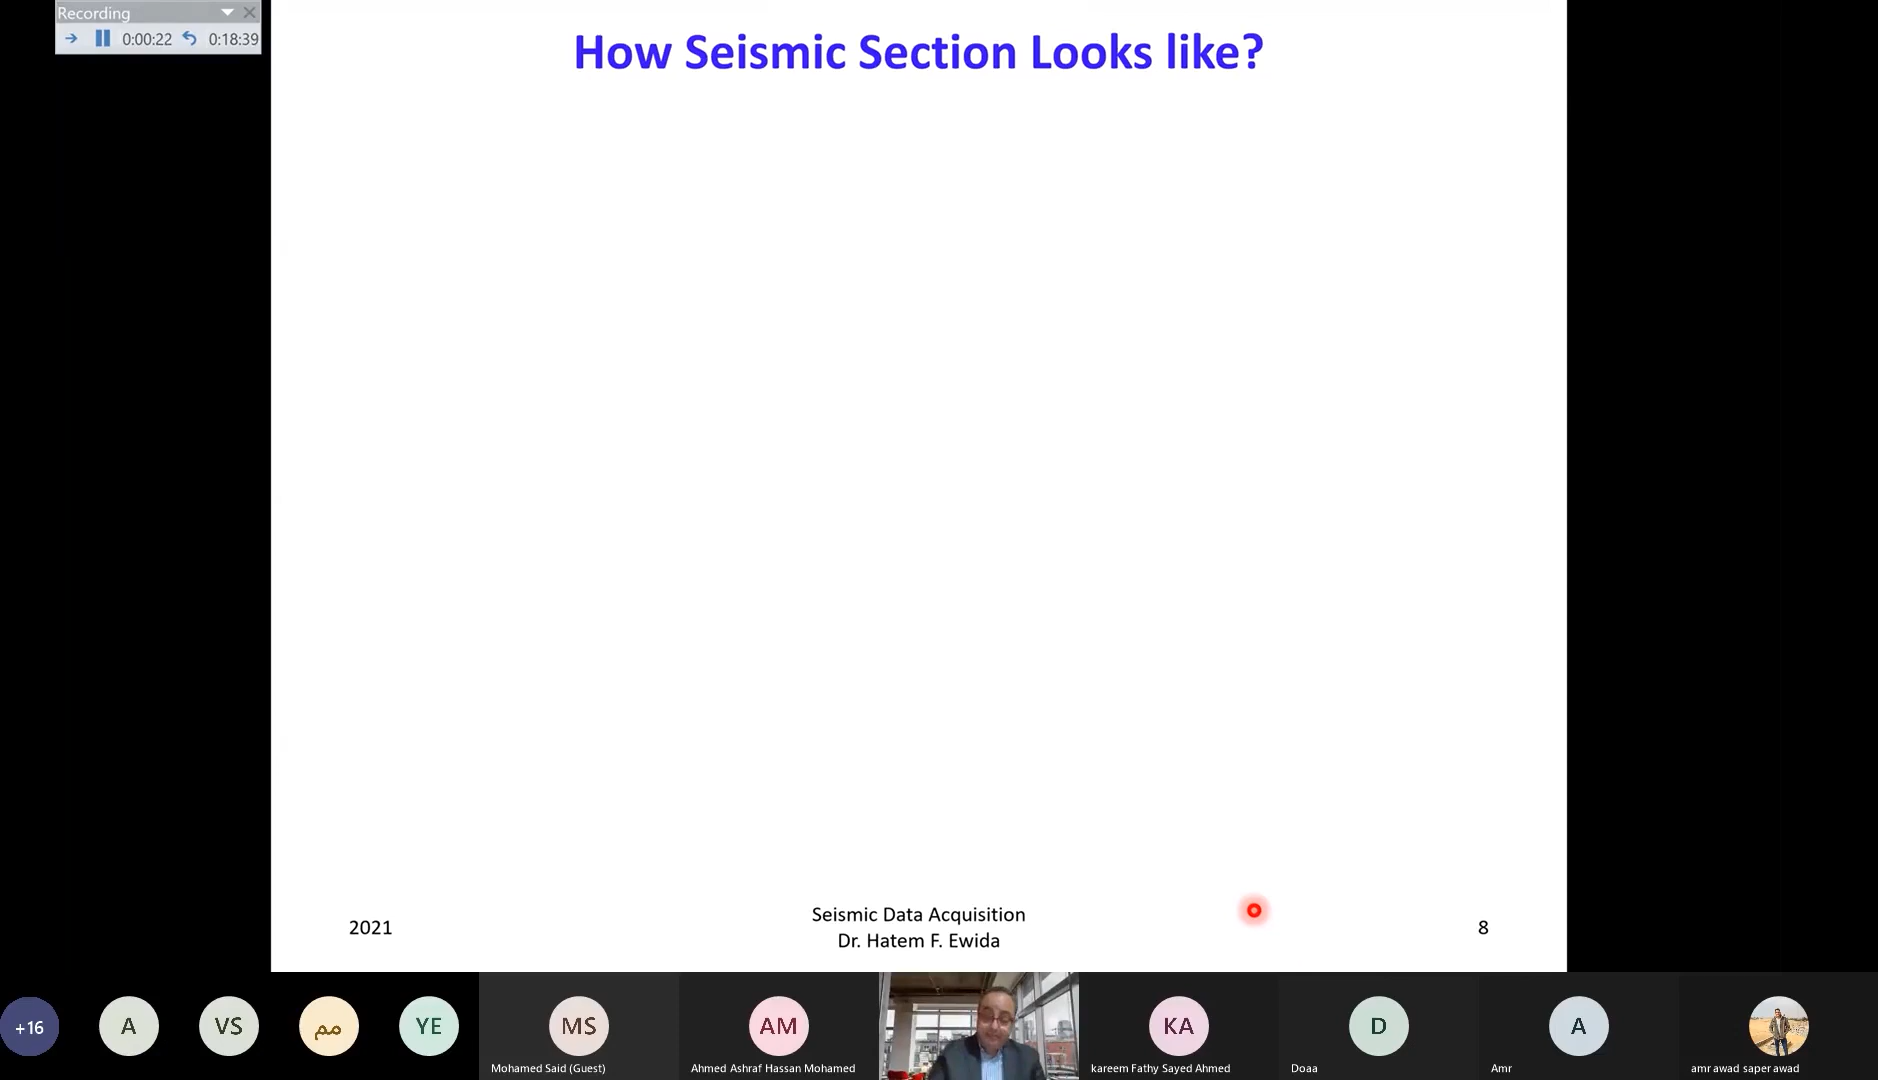 Recording
0:00:22 0:18:39
How Seismic Section Looks like?
2021
Seismic Data Acquisition
Dr. Hatem F. Ewida
8
+16
A
VS
مم
YE
MS
Mohamed Said (Guest)
AM
Ahmed Ashraf Hassan Mohamed
KA
kareem Fathy Sayed Ahmed
D
Doaa
A
Amr
amr awad saper awad